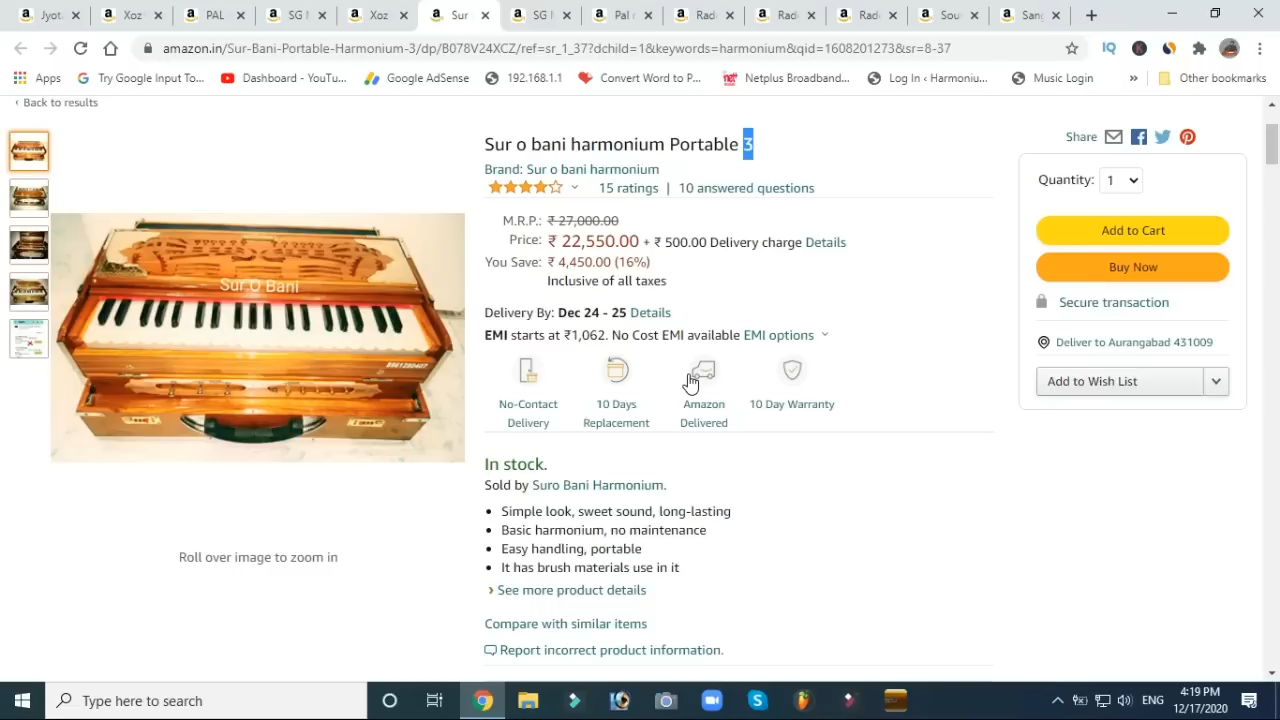 Jyot
Xoz
PAL
SG M
Xoz
Sur
SG M
Pal r
Rade
Rade
Rade
Sou
Sang
amazon.in/Sur-Bani-Portable-Harmonium-3/dp/B078V24XCZ/ref=sr_1_37?dchild=1&keywords=harmonium&qid=1608201273&sr=8-37
Apps
Try Google Input To...
Dashboard - YouTu...
Google AdSense
192.168.1.1
Convert Word to P...
Netplus Broadband...
Log In ‹ Harmoniu...
Music Login
»
Other bookmarks
‹ Back to results
Sur o bani harmonium Portable 3
Brand: Sur o bani harmonium
15 ratings | 10 answered questions
M.R.P.: ₹ 27,000.00
Price: ₹ 22,550.00 + ₹ 500.00 Delivery charge Details
You Save: ₹ 4,450.00 (16%)
Inclusive of all taxes
Delivery By: Dec 24 - 25 Details
EMI starts at ₹1,062. No Cost EMI available EMI options
No-Contact Delivery
10 Days Replacement
Amazon Delivered
10 Day Warranty
In stock.
Sold by Suro Bani Harmonium.
• Simple look, sweet sound, long-lasting
• Basic harmonium, no maintenance
• Easy handling, portable
• It has brush materials use in it
› See more product details
Compare with similar items
Report incorrect product information.
Sur O Bani
Roll over image to zoom in
Share
Quantity: 1
Add to Cart
Buy Now
Secure transaction
Deliver to Aurangabad 431009
Add to Wish List
Type here to search
ENG
4:19 PM
12/17/2020